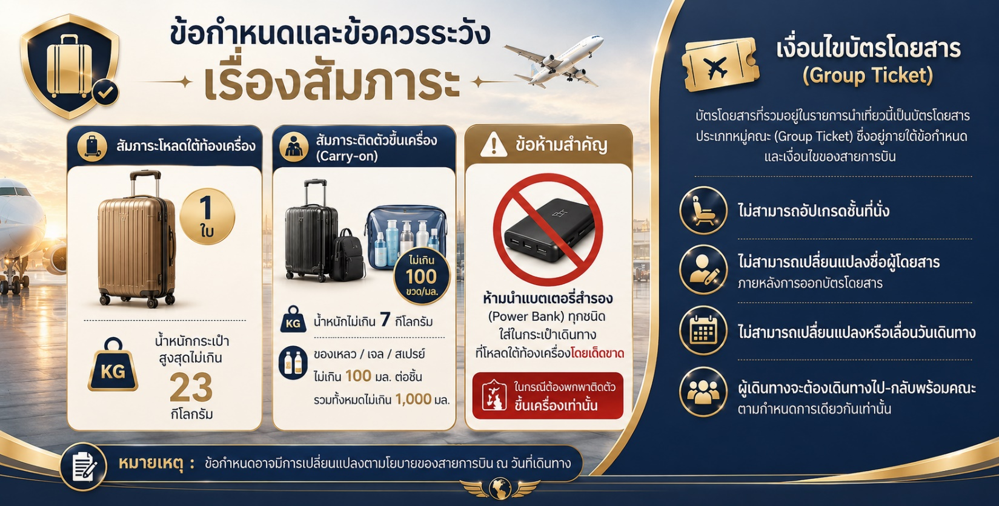 ข้อกำหนดและข้อควรระวัง
เรื่องสัมภาระ
สัมภาระโหลดใต้ท้องเครื่อง
1
ใบ
KG
น้ำหนักกระเป๋า
สูงสุดไม่เกิน
23
กีโลกรัม
สัมภาระติดตัวขึ้นเครื่อง
(Carry-on)
ไม่เกิน
100
ขวด/มล.
KG
น้ำหนักไม่เกิน 7 กีโลกรัม
ของเหลว / เจล / สเปรย์
ไม่เกิน 100 มล. ต่อชิ้น
รวมทั้งหมดไม่เกิน 1,000 มล.
ข้อห้ามสำคัญ
ห้ามนำแบตเตอรี่สำรอง
(Power Bank) ทุกชนิด
ใส่ในกระเป๋าเดินทาง
ที่โหลดใต้ท้องเครื่องโดยเด็ดขาด
ในกรณีต้องพกพาติดตัว
ขึ้นเครื่องเท่านั้น
หมายเหตุ : ข้อกำหนดอาจมีการเปลี่ยนแปลงตามโยบายของสายการบิน ณ วันที่เดินทาง
เงื่อนไขบัตรโดยสาร
(Group Ticket)
บัตรโดยสารที่รวมอยู่ในรายการนำเที่ยวนี้เป็นบัตรโดยสาร
ประเภทหมู่คณะ (Group Ticket) ซึ่งอยู่ภายใต้ข้อกำหนด
และเงื่อนไขของสายการบิน
ไม่สามารถอัปเกรดชั้นที่นั่ง
ไม่สามารถเปลี่ยนแปลงชื่อผู้โดยสาร
ภายหลังการออกบัตรโดยสาร
ไม่สามารถเปลี่ยนแปลงหรือเลื่อนวันเดินทาง
ผู้เดินทางจะต้องเดินทางไป-กลับพร้อมคณะ
ตามกำหนดการเดียวกันเท่านั้น